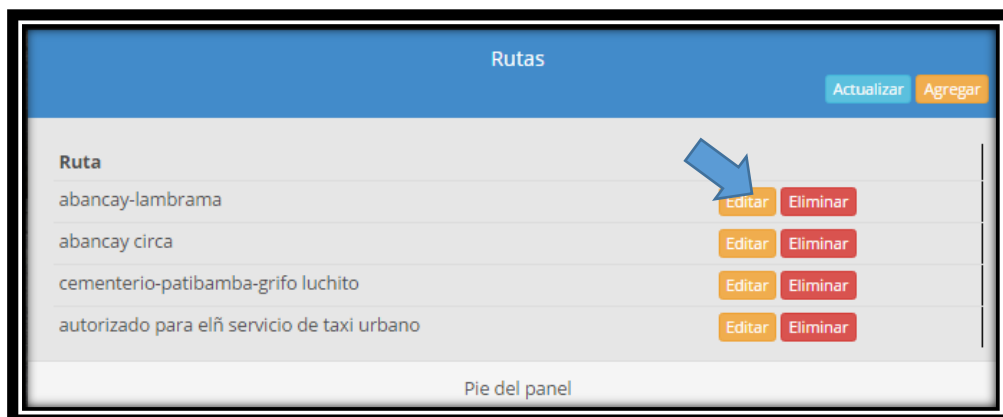 Rutas
Actualizar Agregar
Ruta
abancay-lambrama Editar Eliminar
abancay circa Editar Eliminar
cementerio-patibamba-grifo luchito Editar Eliminar
autorizado para elñ servicio de taxi urbano Editar Eliminar
Pie del panel